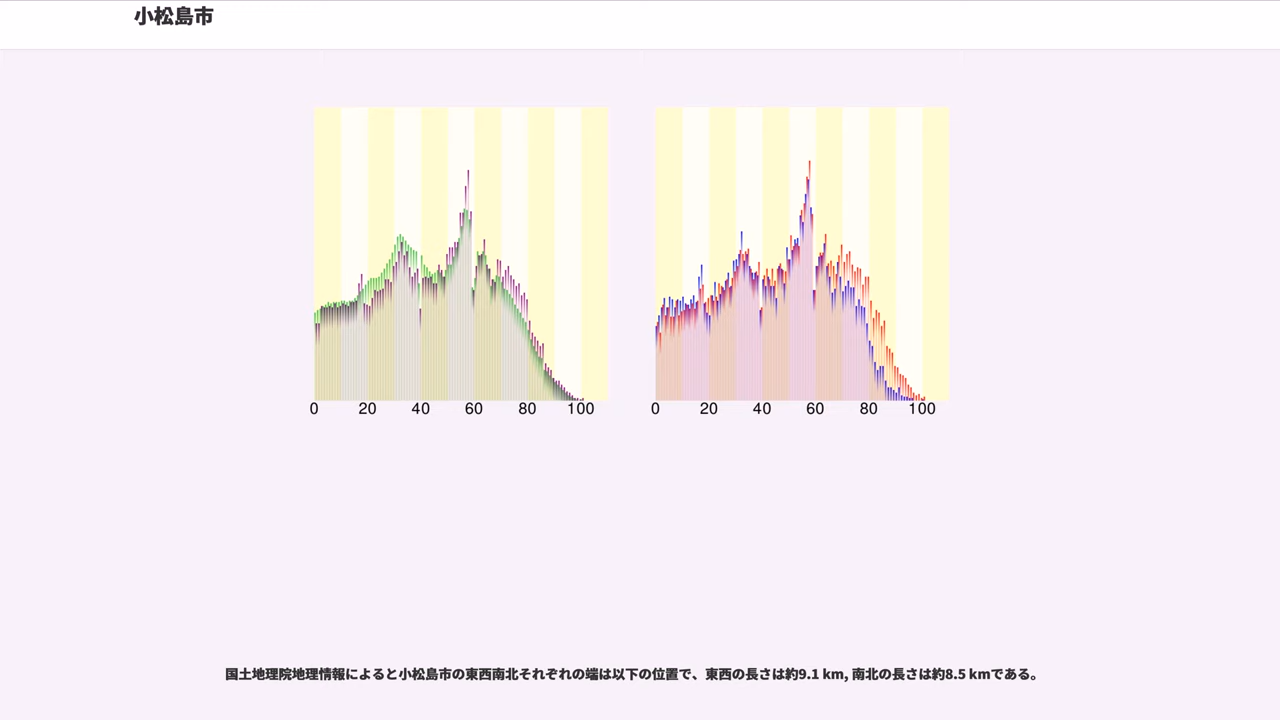 小松島市
0 20 40 60 80 100
0 20 40 60 80 100
国土地理院地理情報によると小松島市の東西南北それぞれの端は以下の位置で、東西の長さは約9.1 km, 南北の長さは約8.5 kmである。